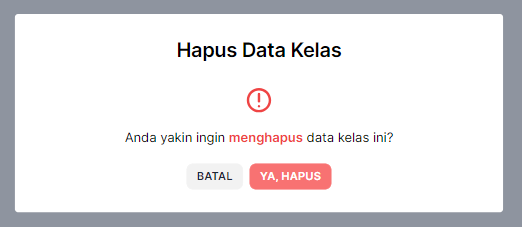 Hapus Data Kelas
Anda yakin ingin menghapus data kelas ini?
BATAL YA, HAPUS